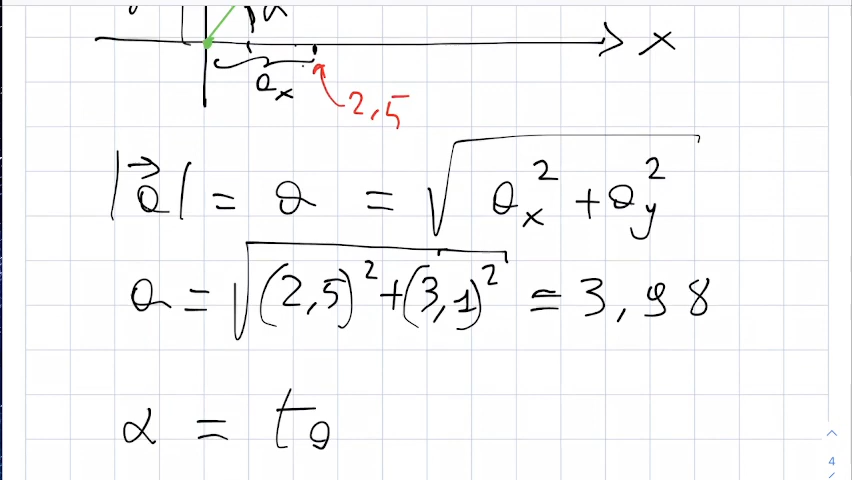 x
a_x
2,5
|a⃗| = a = √(a_x² + a_y²)
a = √((2,5)² + (3,1)²) ≃ 3,98
α = tg
4